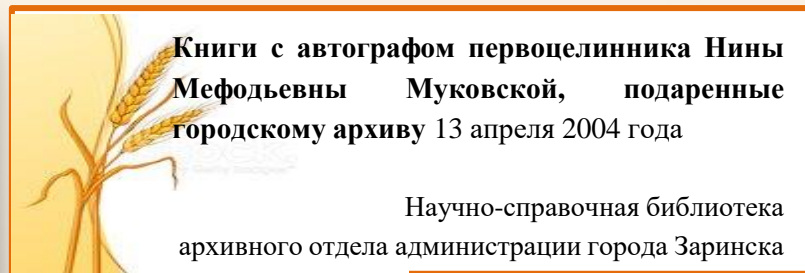 Книги с автографом первоцелинника Нины
Мефодьевны Муковской, подаренные
городскому архиву 13 апреля 2004 года
Научно-справочная библиотека
архивного отдела администрации города Заринска